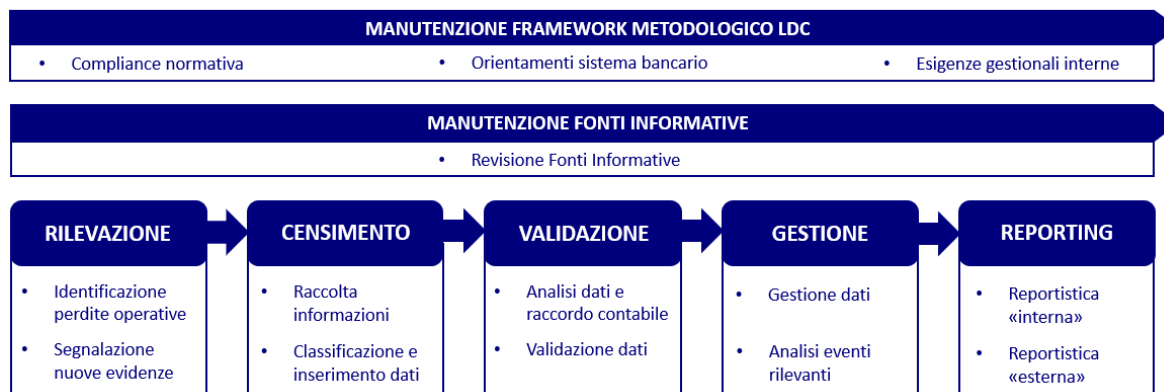 MANUTENZIONE FRAMEWORK METODOLOGICO LDC
• Compliance normativa • Orientamenti sistema bancario • Esigenze gestionali interne
MANUTENZIONE FONTI INFORMATIVE
• Revisione Fonti Informative
RILEVAZIONE
• Identificazione
perdite operative
• Segnalazione
nuove evidenze
CENSIMENTO
• Raccolta
informazioni
• Classificazione e
inserimento dati
VALIDAZIONE
• Analisi dati e
raccordo contabile
• Validazione dati
GESTIONE
• Gestione dati
• Analisi eventi
rilevanti
REPORTING
• Reportistica
«interna»
• Reportistica
«esterna»